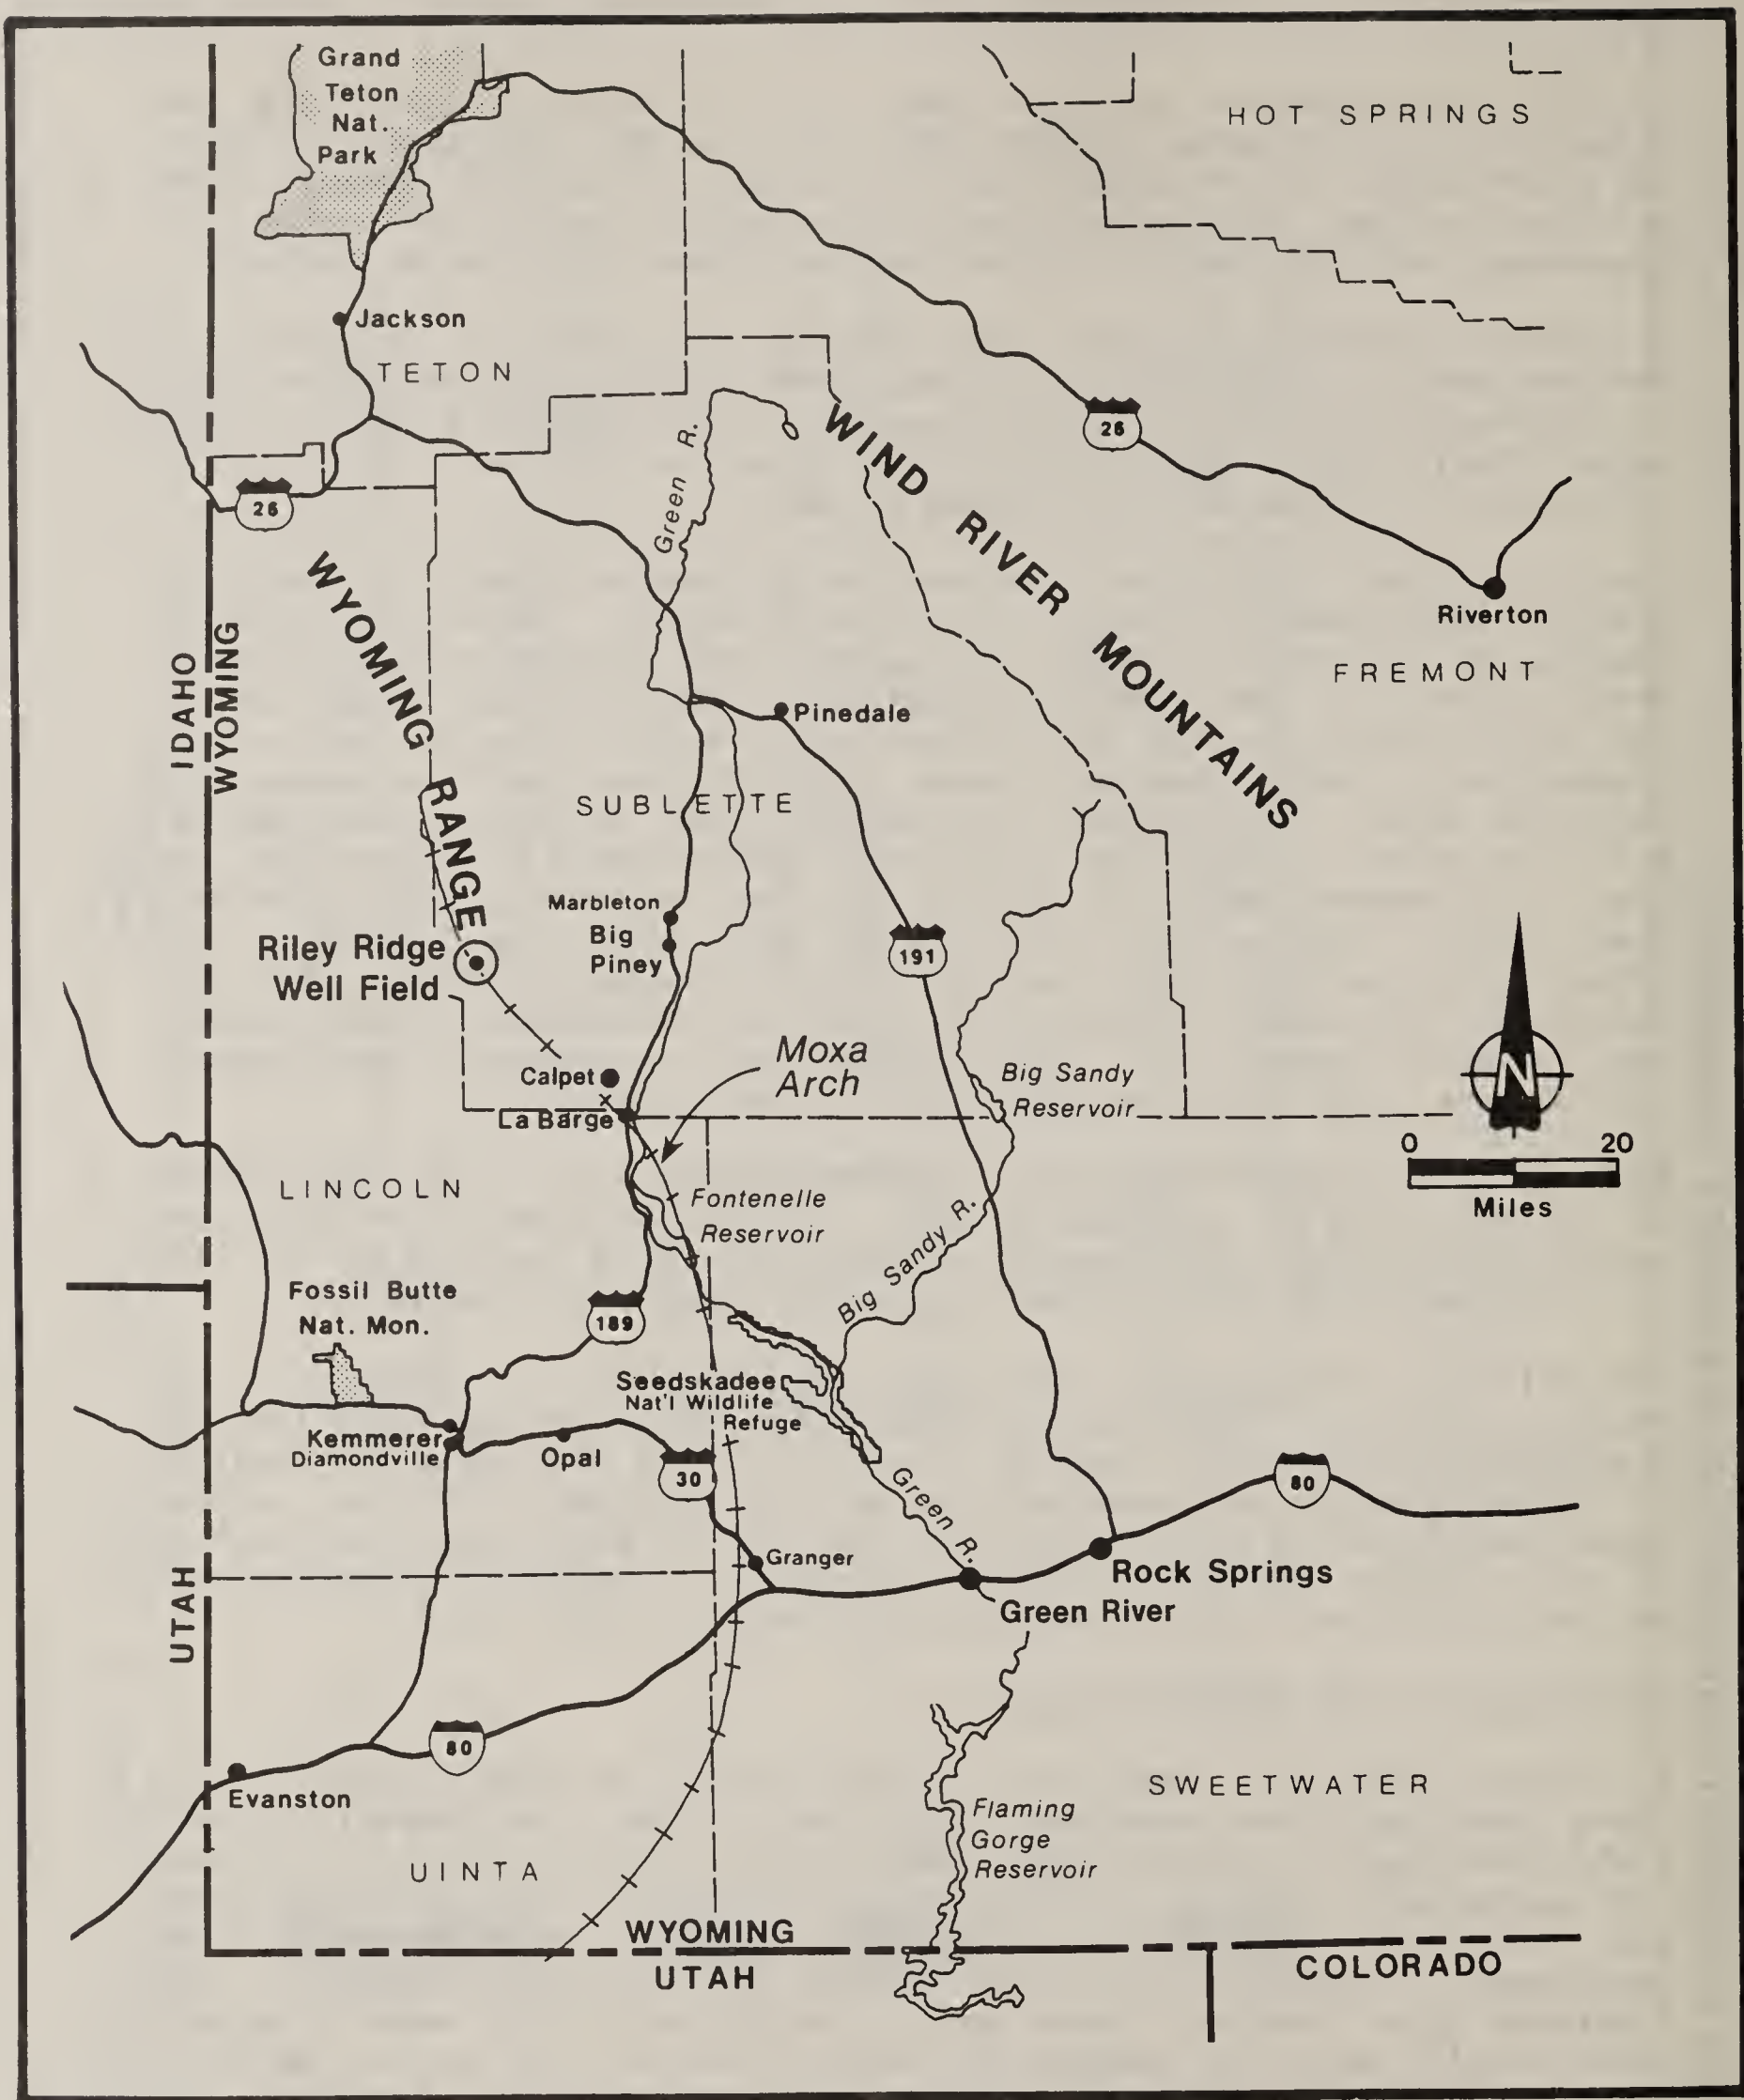 Grand
Teton
Nat.
Park
HOT SPRINGS
Jackson
TETON
26
WIND RIVER MOUNTAINS
Green R.
26
WYOMING RANGE
Riverton
FREMONT
IDAHO
WYOMING
Pinedale
SUBLETTE
Marbleton
Big
Piney
191
Riley Ridge
Well Field
Moxa
Arch
Calpet
Big Sandy
Reservoir
La Barge
N
0 20
Miles
LINCOLN
Fontenelle
Reservoir
Big Sandy R.
Fossil Butte
Nat. Mon.
189
Seedskadee
Nat'l Wildlife
Refuge
Kemmerer
Diamondville
Opal
30
Green R.
80
Granger
Rock Springs
Green River
UTAH
80
Evanston
SWEETWATER
Flaming
Gorge
Reservoir
UINTA
WYOMING
UTAH
COLORADO